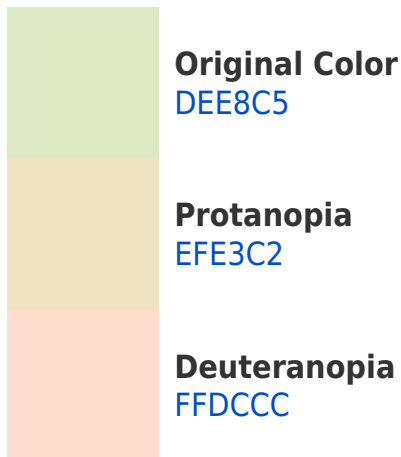 Original Color
DEE8C5
Protanopia
EFE3C2
Deuteranopia
FFDCCC